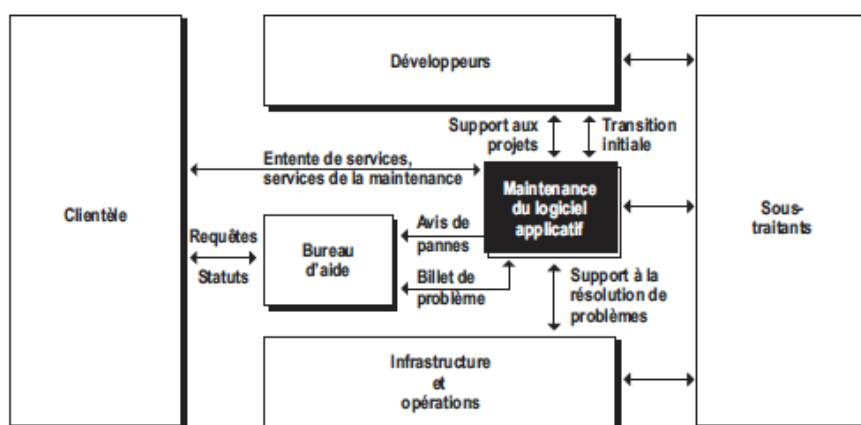 Développeurs
Support aux
projets
Transition
initiale
Entente de services,
services de la maintenance
Maintenance
du logiciel
applicatif
Clientèle
Sous-
traitants
Requêtes
Statuts
Bureau
d'aide
Avis de
pannes
Billet de
problème
Support à la
résolution de
problèmes
Infrastructure
et
opérations